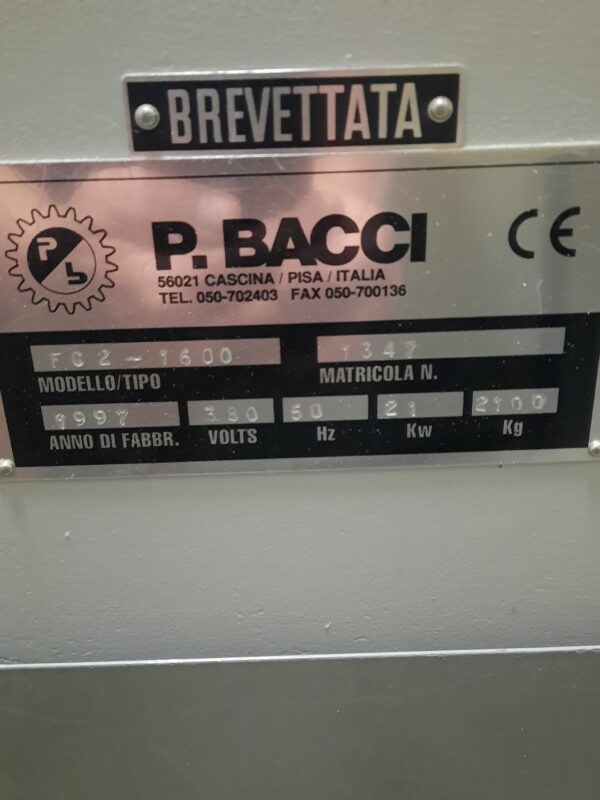 BREVETTATA
P b
P. BACCI CE
56021 CASCINA / PISA / ITALIA
TEL. 050-702403 FAX 050-700136
FC2-1600 1347
MODELLO/TIPO MATRICOLA N.
1997 380 50 21 2100
ANNO DI FABBR. VOLTS Hz Kw Kg